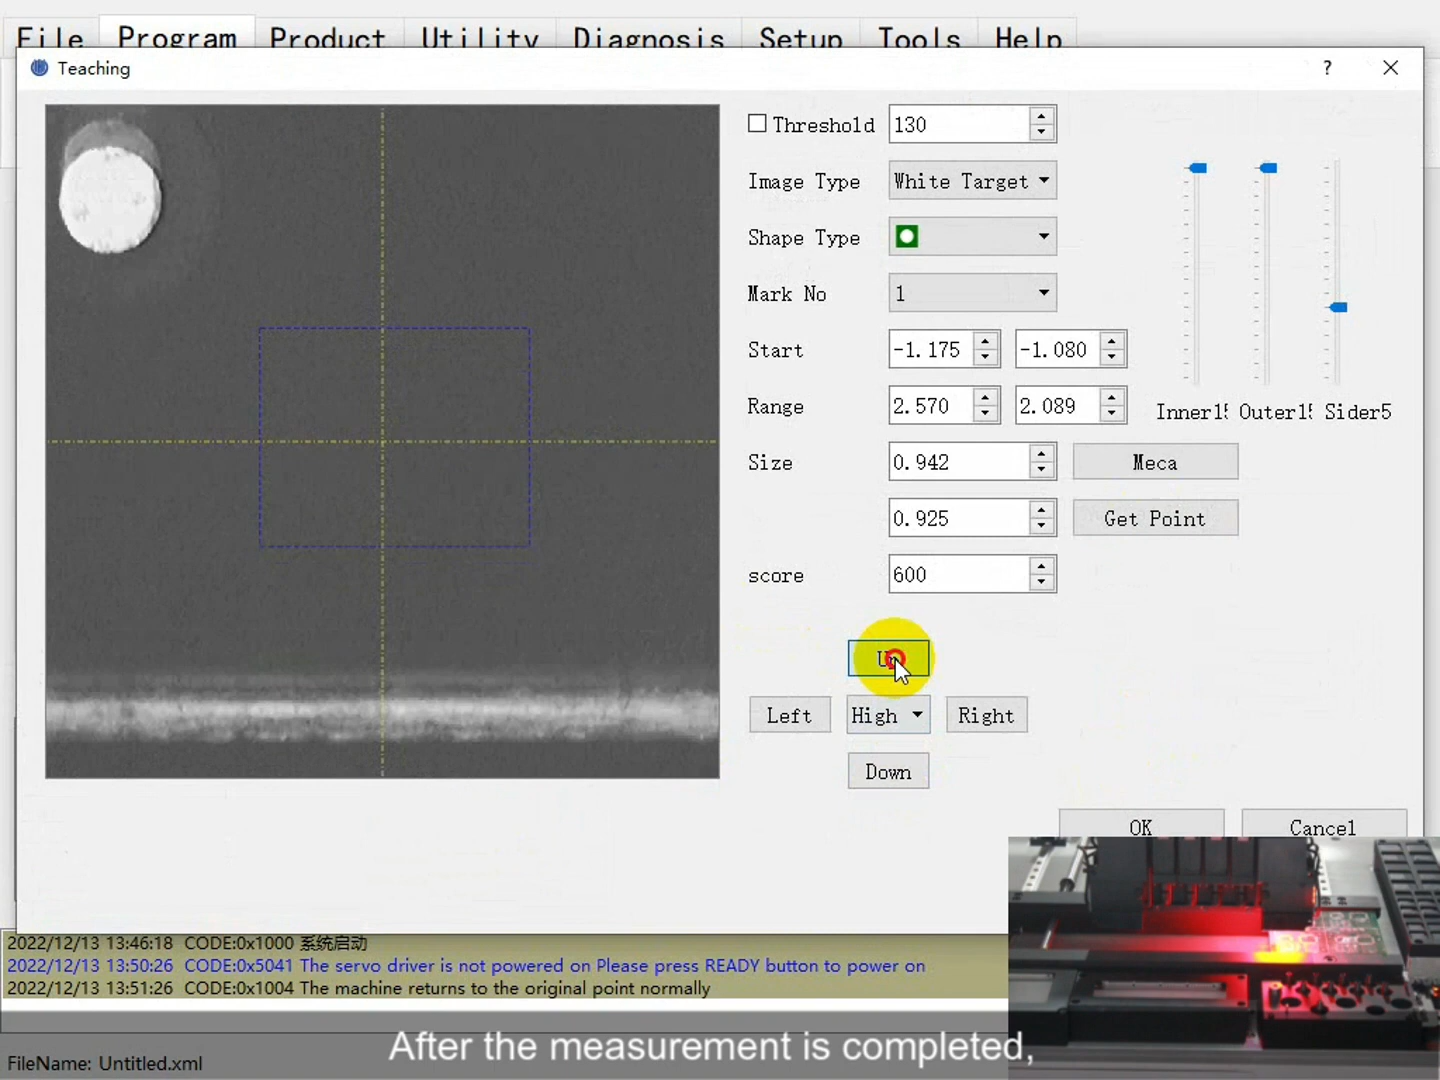 File Program Product Utility Diagnosis Setup Tools Help
Teaching ?
Threshold 130
Image Type White Target
Shape Type
Mark No 1
Start -1.175 -1.080
Range 2.570 2.089
Inner1 Outer1 Sider5
Size 0.942 Meca
0.925 Get Point
score 600
Left High Right
Down
OK Cancel
2022/12/13 13:46:18 CODE:0x1000 系统启动
2022/12/13 13:50:26 CODE:0x5041 The servo driver is not powered on Please press READY button to power on
2022/12/13 13:51:26 CODE:0x1004 The machine returns to the original point normally
After the measurement is completed,
FileName: Untitled.xml